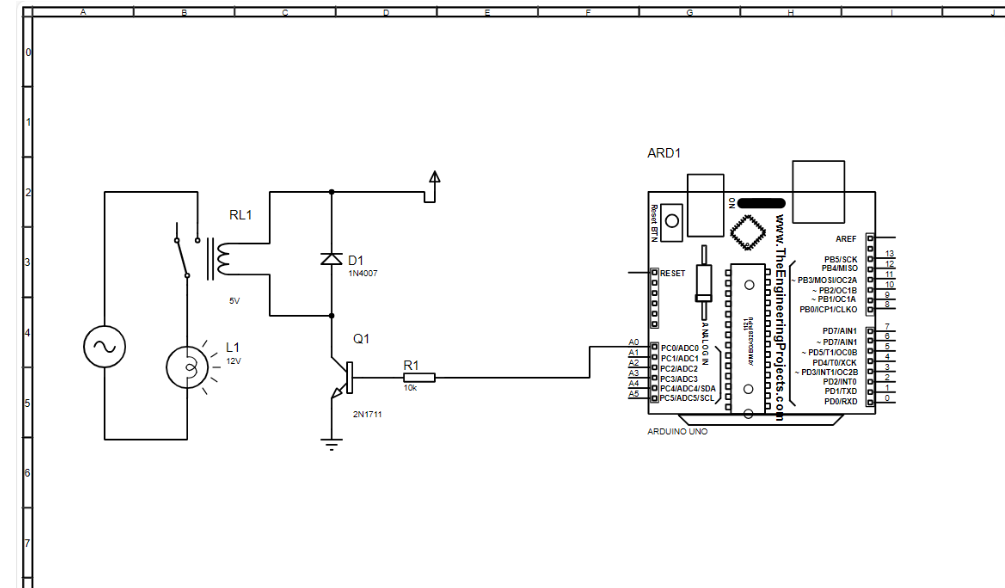 A B C D E F G H I J
0
1
2
3
4
5
6
7
ARD1
RL1
5V
D1
1N4007
Q1
2N1711
R1
10k
L1
12V
ON
Reset BTN
www.TheEngineeringProjects.com
ANALOG IN
RESET
A0 PC0/ADC0
A1 PC1/ADC1
A2 PC2/ADC2
A3 PC3/ADC3
A4 PC4/ADC4/SDA
A5 PC5/ADC5/SCL
AREF
PB5/SCK 13
PB4/MISO 12
~ PB3/MOSI/OC2A 11
~ PB2/OC1B 10
~ PB1/OC1A 9
PB0/ICP1/CLKO 8
PD7/AIN1 7
~ PD7/AIN1 6
~ PD5/T1/OC0B 5
PD4/T0/XCK 4
~ PD3/INT1/OC2B 3
PD2/INT0 2
PD1/TXD 1
PD0/RXD 0
ARDUINO UNO